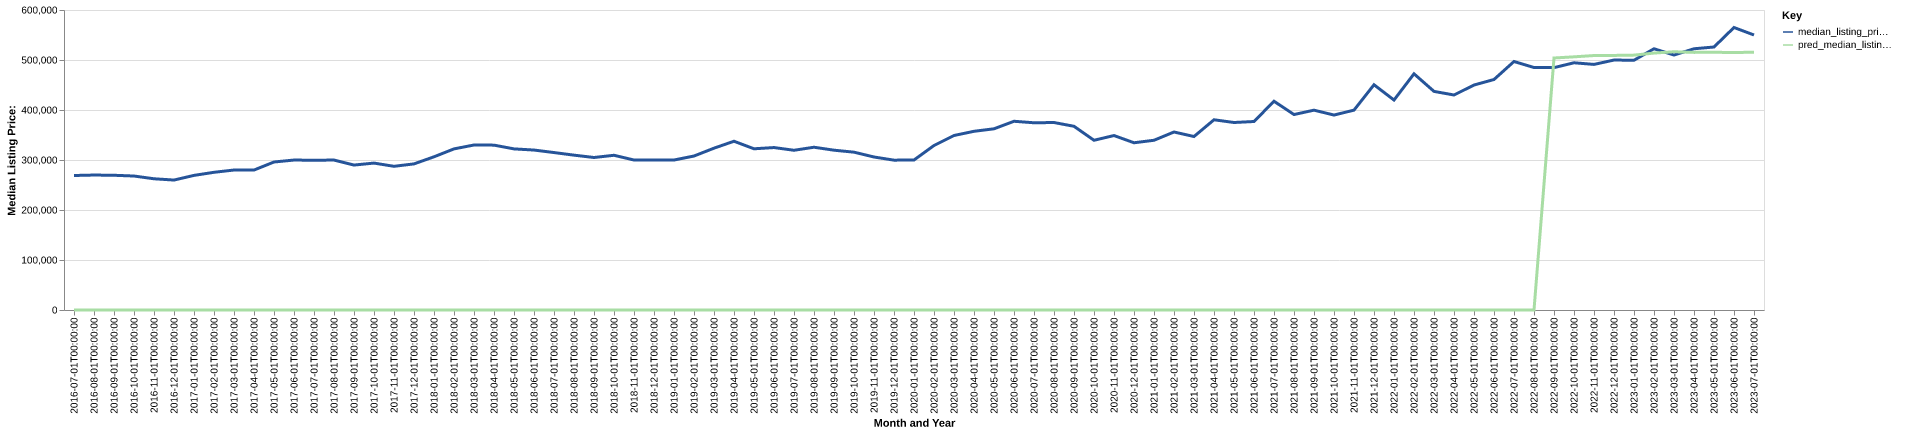 600,000
500,000
400,000
300,000
200,000
100,000
0
Median Listing Price:
2016-07-01T00:00:00
2016-08-01T00:00:00
2016-09-01T00:00:00
2016-10-01T00:00:00
2016-11-01T00:00:00
2016-12-01T00:00:00
2017-01-01T00:00:00
2017-02-01T00:00:00
2017-03-01T00:00:00
2017-04-01T00:00:00
2017-05-01T00:00:00
2017-06-01T00:00:00
2017-07-01T00:00:00
2017-08-01T00:00:00
2017-09-01T00:00:00
2017-10-01T00:00:00
2017-11-01T00:00:00
2017-12-01T00:00:00
2018-01-01T00:00:00
2018-02-01T00:00:00
2018-03-01T00:00:00
2018-04-01T00:00:00
2018-05-01T00:00:00
2018-06-01T00:00:00
2018-07-01T00:00:00
2018-08-01T00:00:00
2018-09-01T00:00:00
2018-10-01T00:00:00
2018-11-01T00:00:00
2018-12-01T00:00:00
2019-01-01T00:00:00
2019-02-01T00:00:00
2019-03-01T00:00:00
2019-04-01T00:00:00
2019-05-01T00:00:00
2019-06-01T00:00:00
2019-07-01T00:00:00
2019-08-01T00:00:00
2019-09-01T00:00:00
2019-10-01T00:00:00
2019-11-01T00:00:00
2019-12-01T00:00:00
2020-01-01T00:00:00
2020-02-01T00:00:00
2020-03-01T00:00:00
2020-04-01T00:00:00
2020-05-01T00:00:00
2020-06-01T00:00:00
2020-07-01T00:00:00
2020-08-01T00:00:00
2020-09-01T00:00:00
2020-10-01T00:00:00
2020-11-01T00:00:00
2020-12-01T00:00:00
2021-01-01T00:00:00
2021-02-01T00:00:00
2021-03-01T00:00:00
2021-04-01T00:00:00
2021-05-01T00:00:00
2021-06-01T00:00:00
2021-07-01T00:00:00
2021-08-01T00:00:00
2021-09-01T00:00:00
2021-10-01T00:00:00
2021-11-01T00:00:00
2021-12-01T00:00:00
2022-01-01T00:00:00
2022-02-01T00:00:00
2022-03-01T00:00:00
2022-04-01T00:00:00
2022-05-01T00:00:00
2022-06-01T00:00:00
2022-07-01T00:00:00
2022-08-01T00:00:00
2022-09-01T00:00:00
2022-10-01T00:00:00
2022-11-01T00:00:00
2022-12-01T00:00:00
2023-01-01T00:00:00
2023-02-01T00:00:00
2023-03-01T00:00:00
2023-04-01T00:00:00
2023-05-01T00:00:00
2023-06-01T00:00:00
2023-07-01T00:00:00
Month and Year
Key
median_listing_pri…
pred_median_listin…